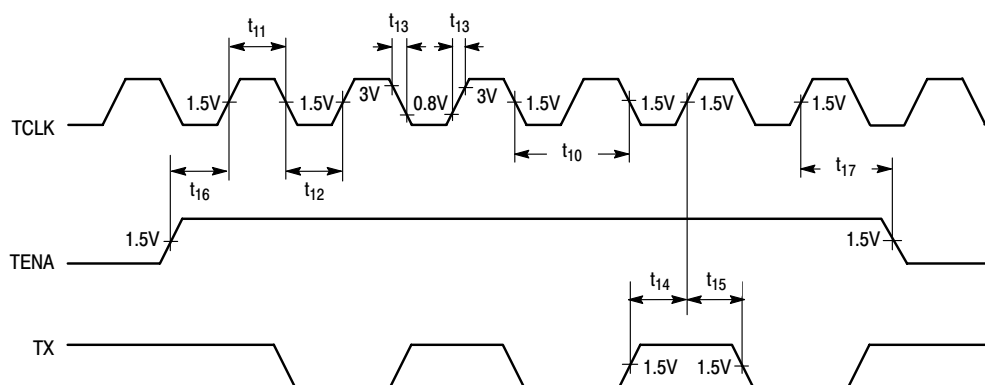 t13 t13
t11
1.5V 1.5V 3V 0.8V 3V 1.5V 1.5V 1.5V 1.5V
TCLK
t10
t16 t12 t17
1.5V 1.5V
TENA
t14 t15
TX
1.5V 1.5V